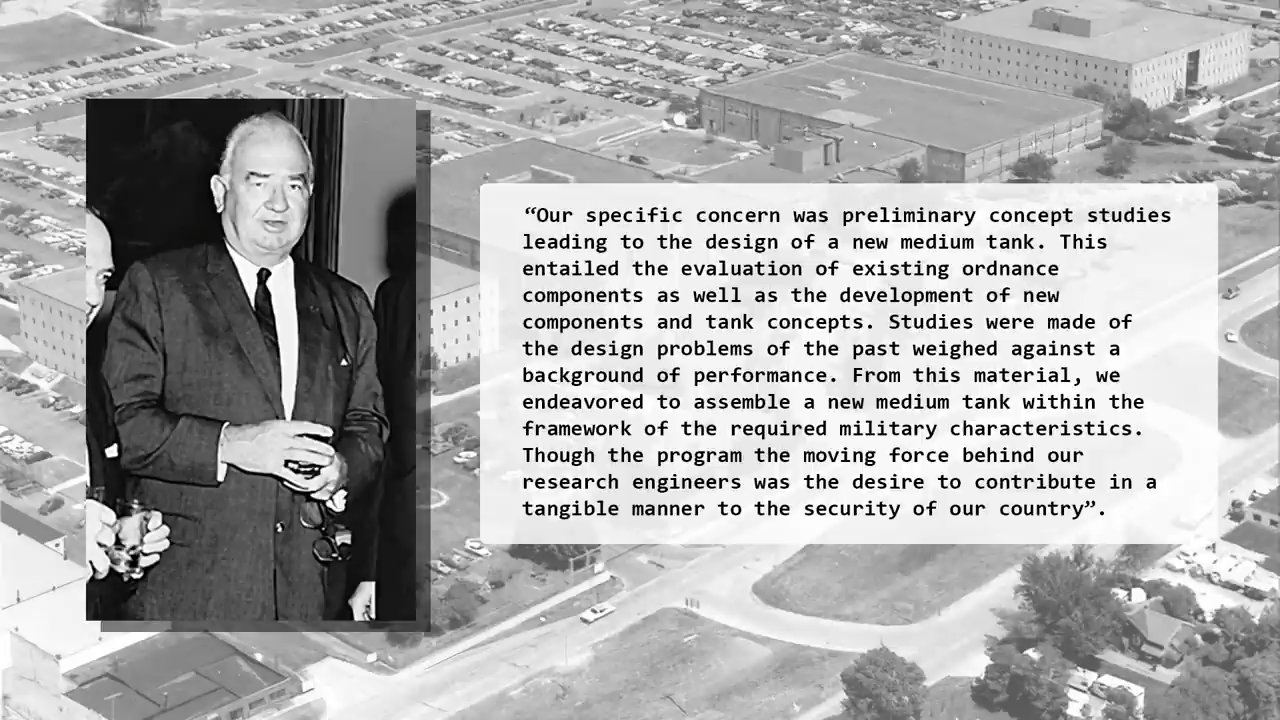 “Our specific concern was preliminary concept studies
leading to the design of a new medium tank. This
entailed the evaluation of existing ordnance
components as well as the development of new
components and tank concepts. Studies were made of
the design problems of the past weighed against a
background of performance. From this material, we
endeavored to assemble a new medium tank within the
framework of the required military characteristics.
Though the program the moving force behind our
research engineers was the desire to contribute in a
tangible manner to the security of our country”.